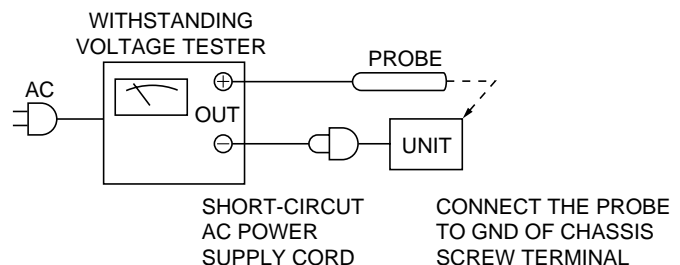 WITHSTANDING
VOLTAGE TESTER
PROBE
AC
+
OUT
−
UNIT
SHORT-CIRCUT
AC POWER
SUPPLY CORD
CONNECT THE PROBE
TO GND OF CHASSIS
SCREW TERMINAL